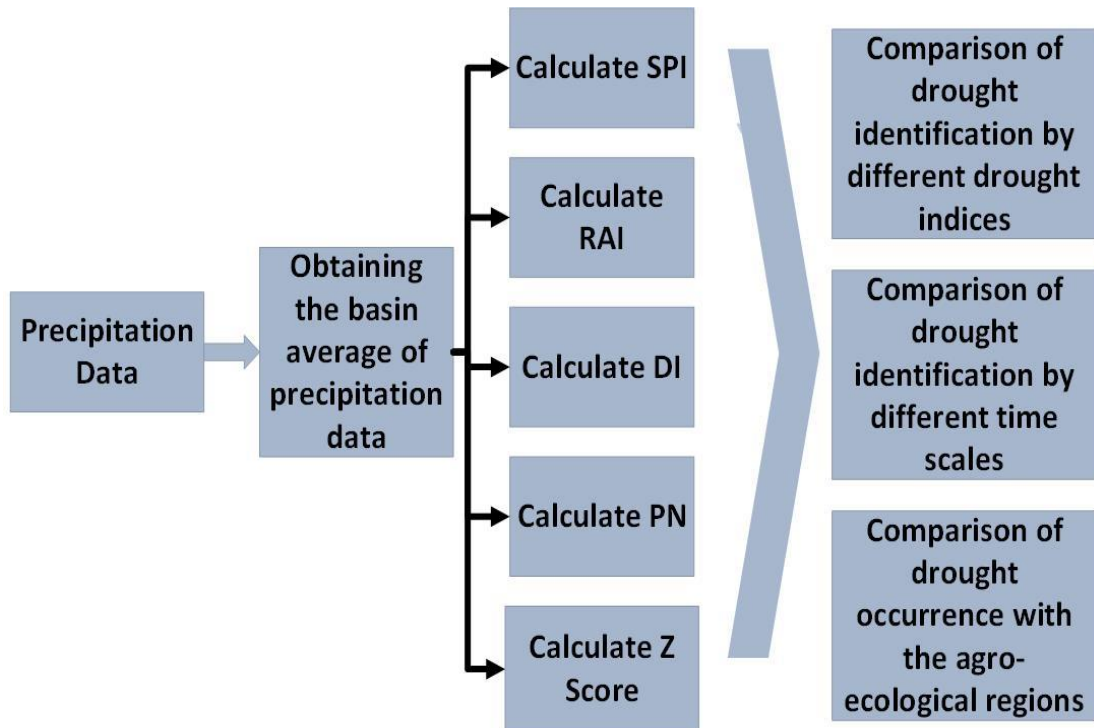 Precipitation
Data
Obtaining
the basin
average of
precipitation
data
Calculate SPI
Calculate
RAI
Calculate DI
Calculate PN
Calculate Z
Score
Comparison of
drought
identification by
different drought
indices
Comparison of
drought
identification by
different time
scales
Comparison of
drought
occurrence with
the agro-
ecological regions